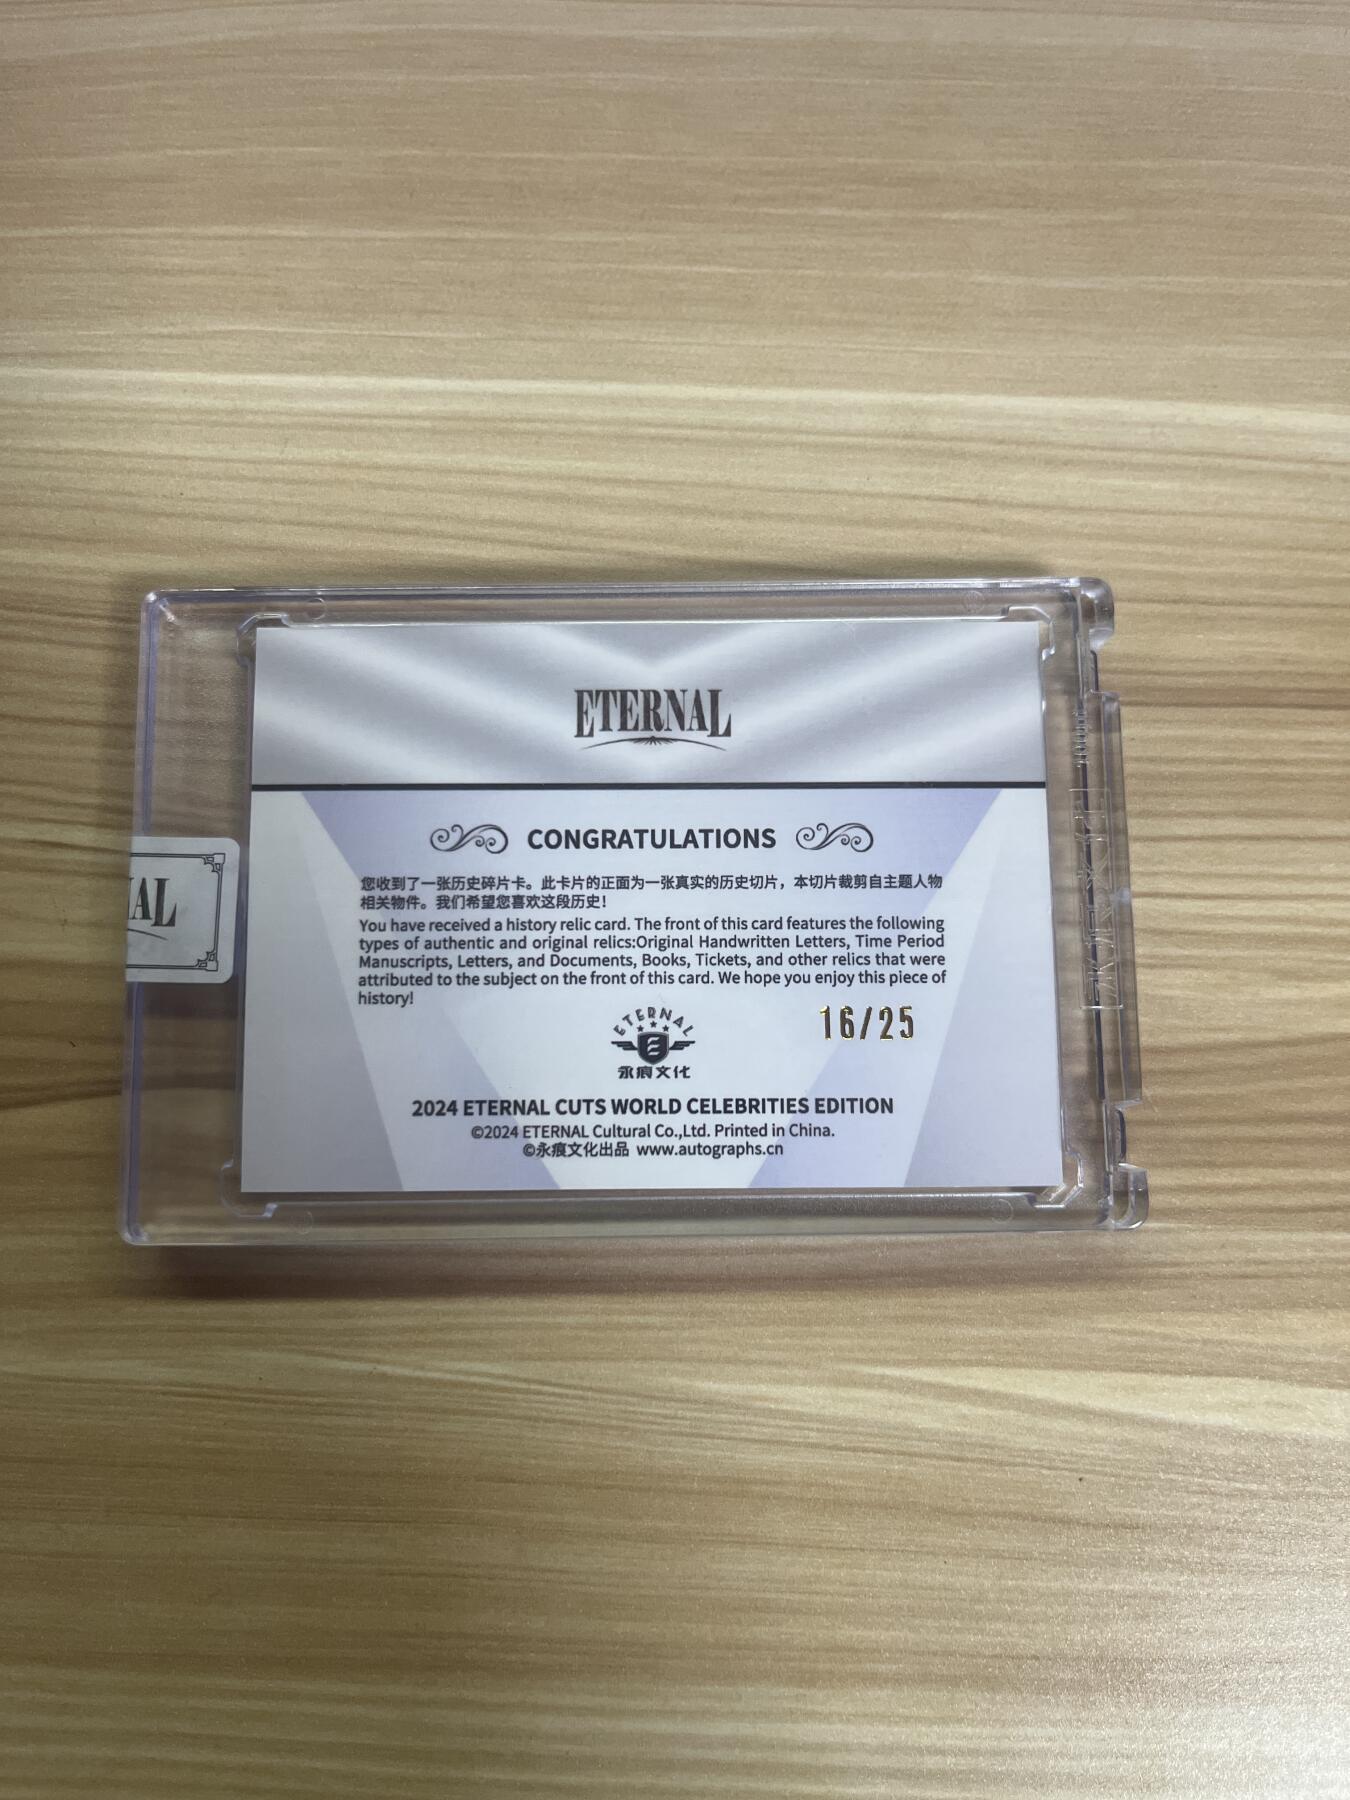 ETERNAL
CONGRATULATIONS
您收到了一张历史碎片卡。此卡片的正面为一张真实的历史切片，本切片裁剪自主题人物
相关物件。我们希望您喜欢这段历史！
You have received a history relic card. The front of this card features the following
types of authentic and original relics:Original Handwritten Letters, Time Period
Manuscripts, Letters, and Documents, Books, Tickets, and other relics that were
attributed to the subject on the front of this card. We hope you enjoy this piece of
history!
16/25
ETERNAL
永痕文化
2024 ETERNAL CUTS WORLD CELEBRITIES EDITION
©2024 ETERNAL Cultural Co.,Ltd. Printed in China.
©永痕文化出品 www.autographs.cn